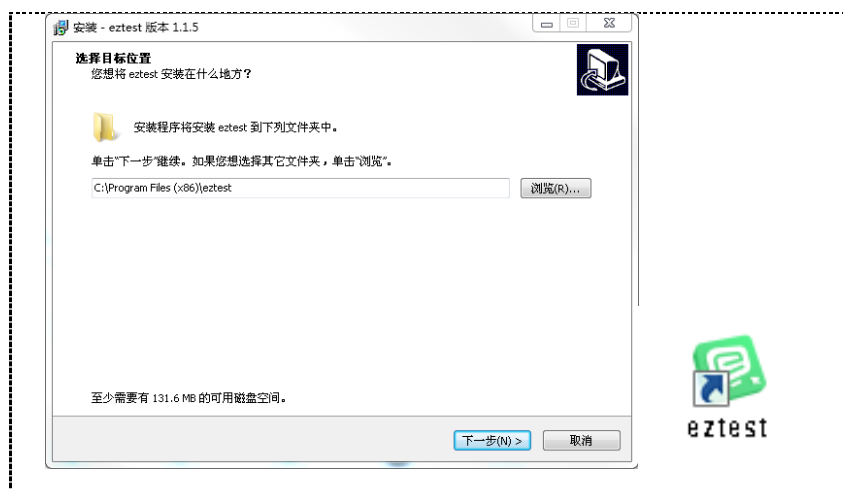 安装 - eztest 版本 1.1.5
选择目标位置
您想将 eztest 安装在什么地方？
安装程序将安装 eztest 到下列文件夹中。
单击“下一步”继续。如果您想选择其它文件夹，单击“浏览”。
C:\Program Files (x86)\eztest
浏览(R)...
至少需要有 131.6 MB 的可用磁盘空间。
下一步(N) >
取消
eztest